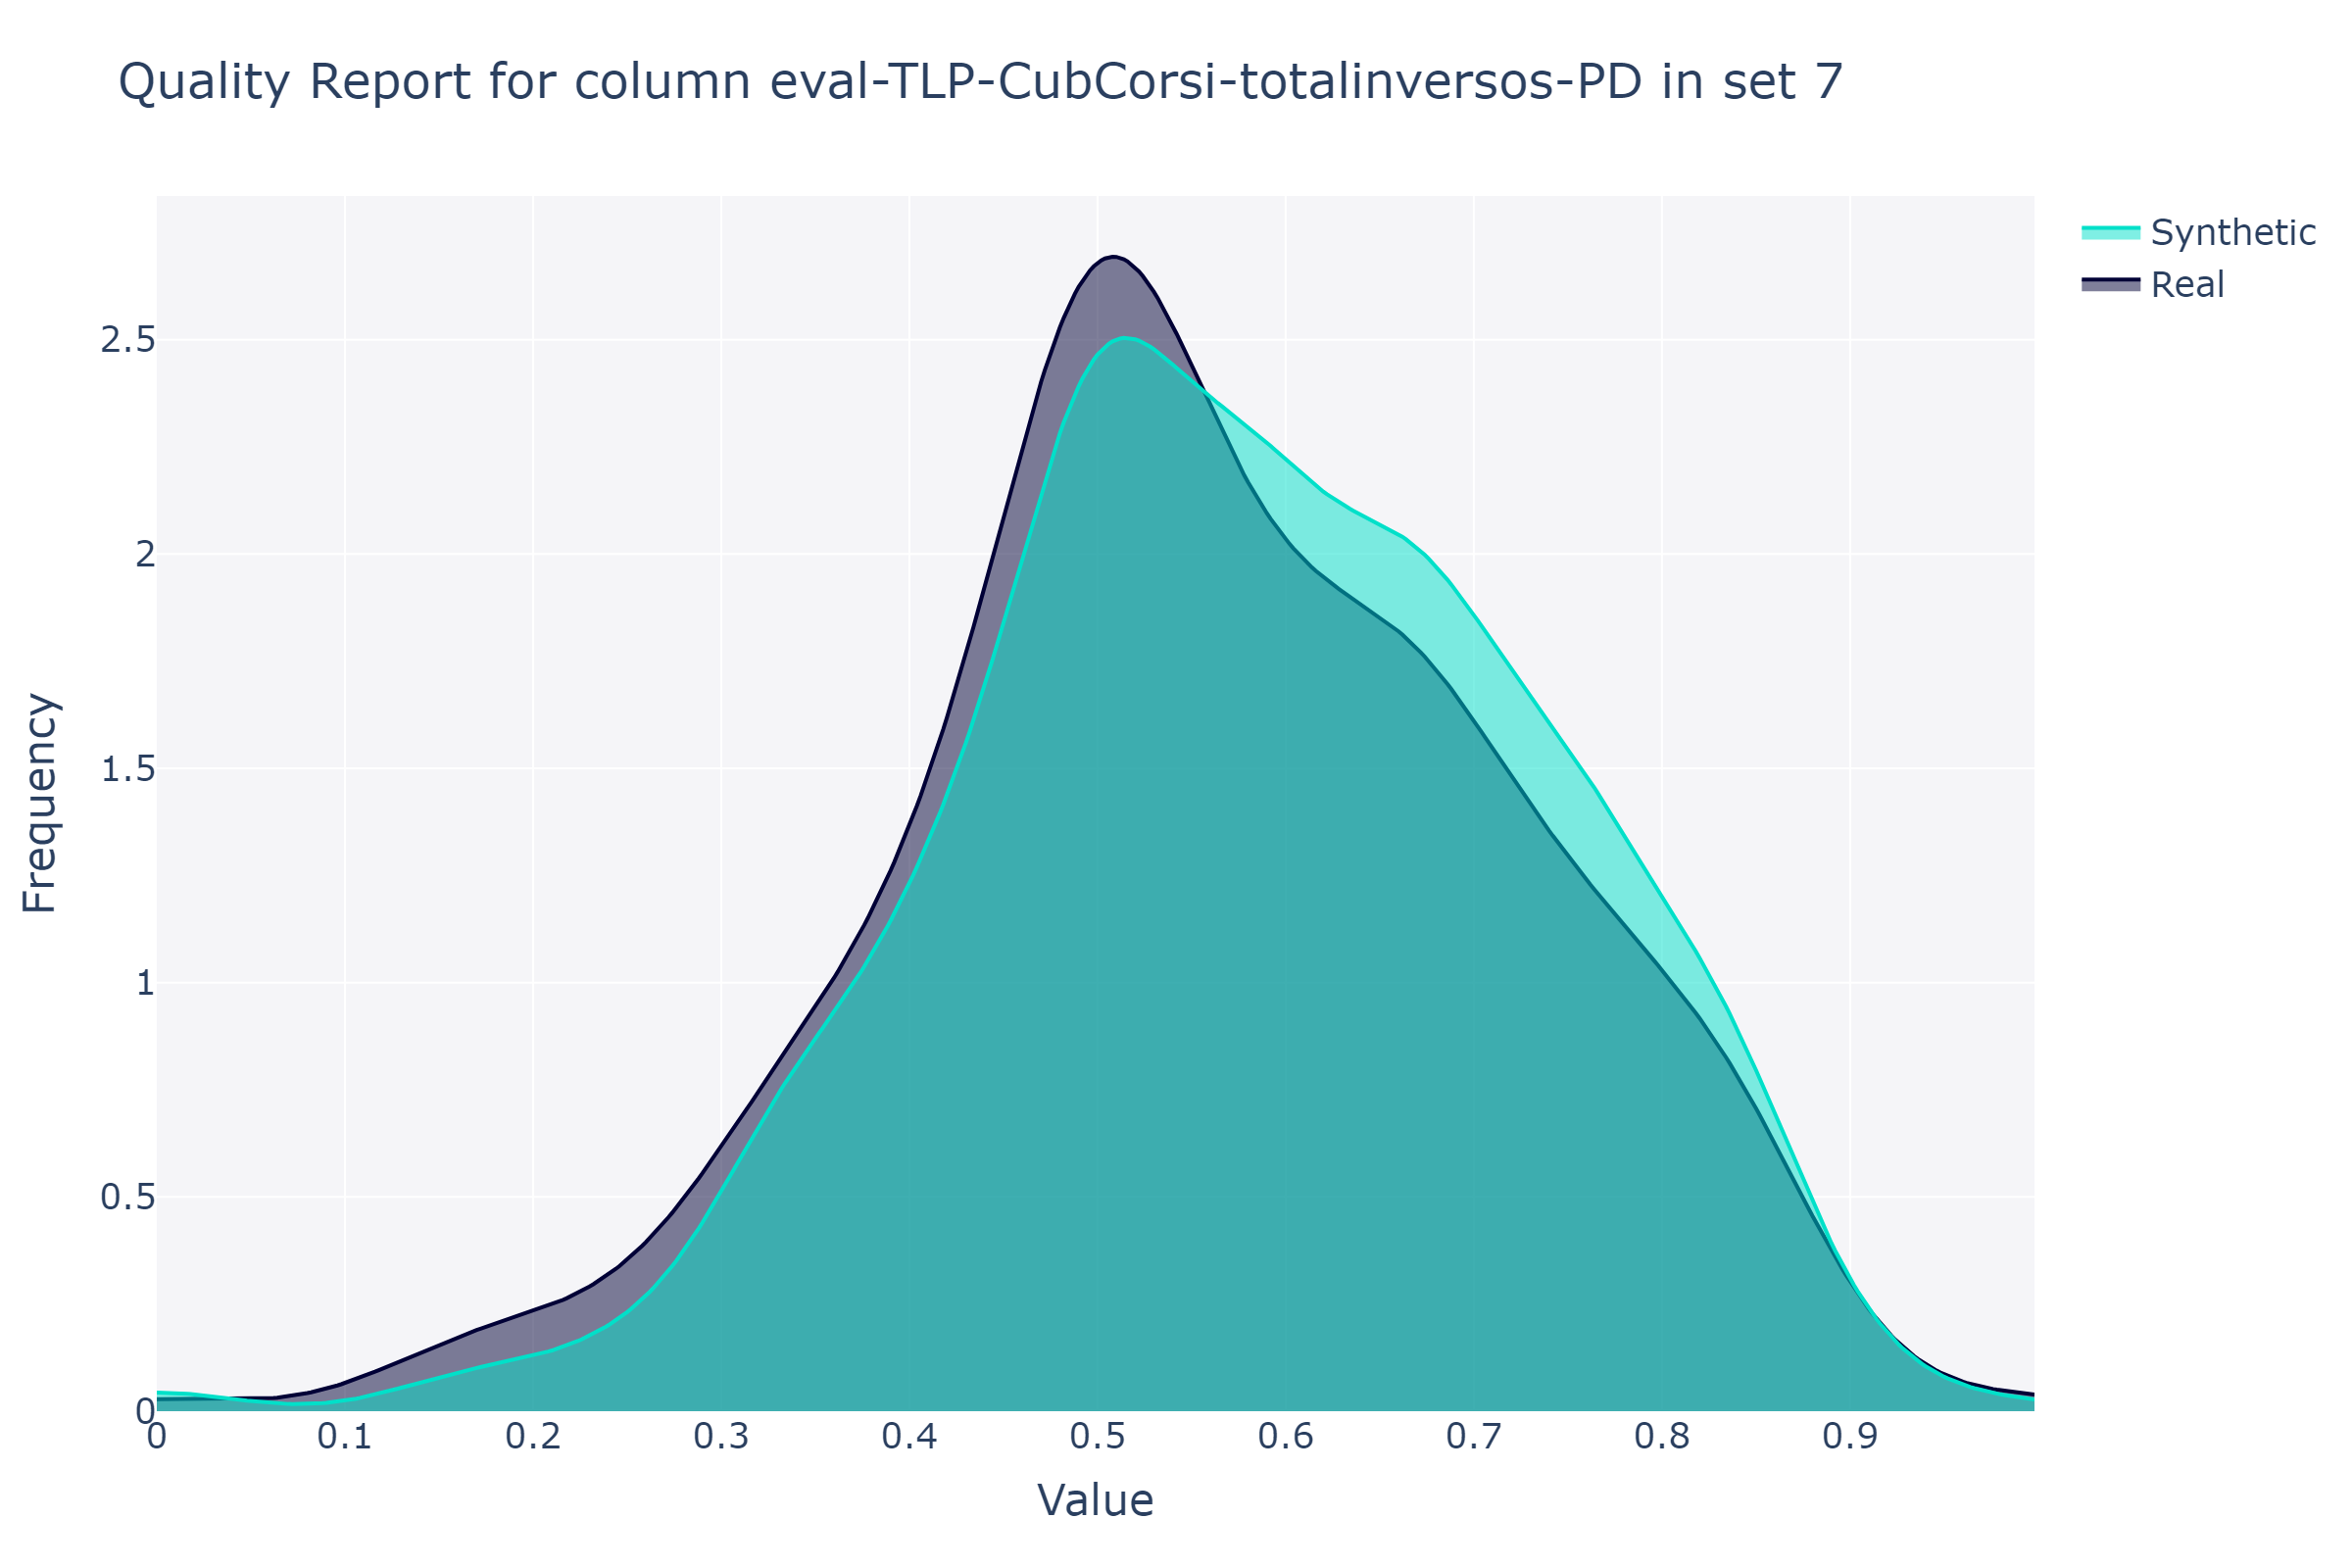 Quality Report for column eval-TLP-CubCorsi-totalinversos-PD in set 7
Synthetic
Real
Frequency
2.5
2
1.5
1
0.5
0
0 0.1 0.2 0.3 0.4 0.5 0.6 0.7 0.8 0.9
Value